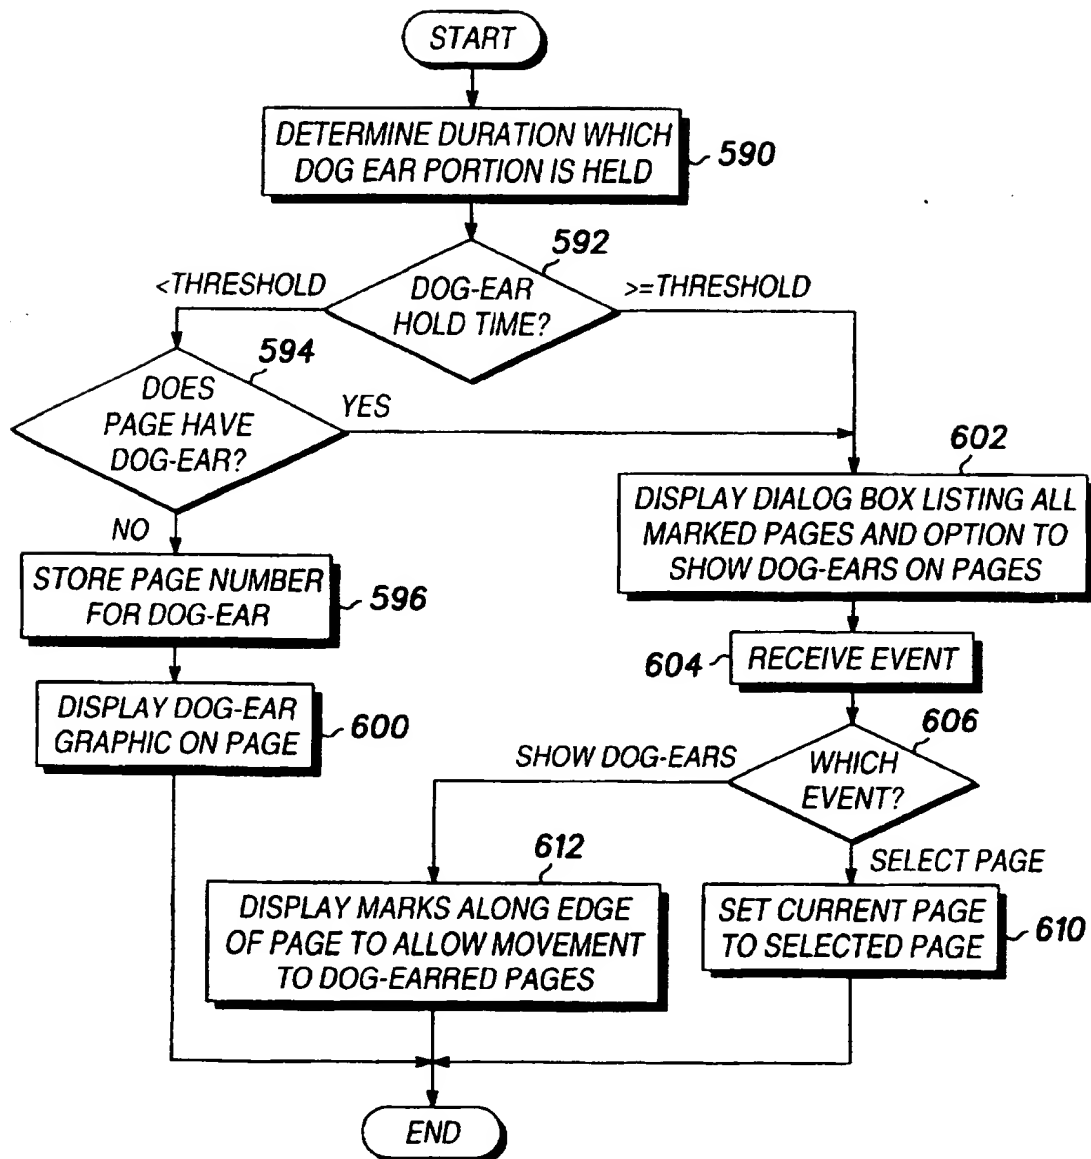 START
DETERMINE DURATION WHICH
DOG EAR PORTION IS HELD
590
592
<THRESHOLD
DOG-EAR
HOLD TIME?
>=THRESHOLD
594
DOES
PAGE HAVE
DOG-EAR?
YES
NO
602
DISPLAY DIALOG BOX LISTING ALL
MARKED PAGES AND OPTION TO
SHOW DOG-EARS ON PAGES
STORE PAGE NUMBER
FOR DOG-EAR
596
604
RECEIVE EVENT
DISPLAY DOG-EAR
GRAPHIC ON PAGE
600
606
SHOW DOG-EARS
WHICH
EVENT?
612
SELECT PAGE
DISPLAY MARKS ALONG EDGE
OF PAGE TO ALLOW MOVEMENT
TO DOG-EARRED PAGES
SET CURRENT PAGE
TO SELECTED PAGE
610
END